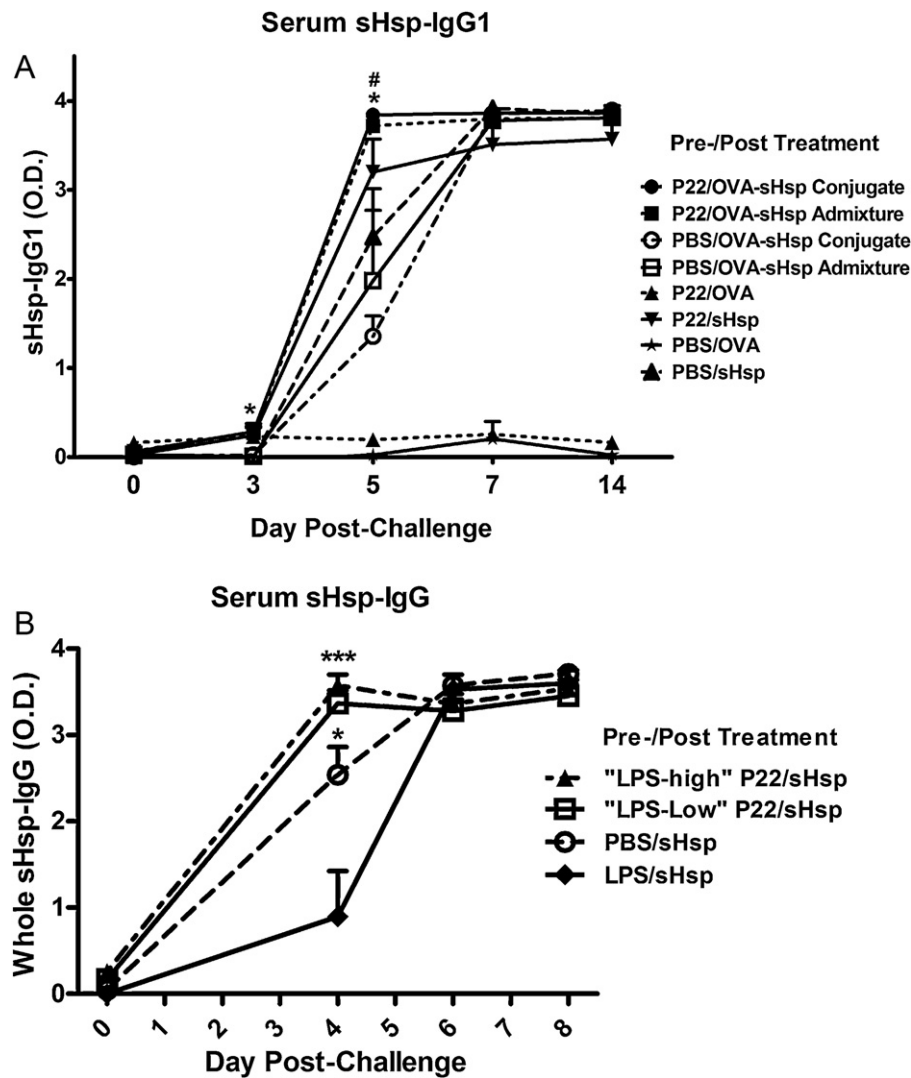 Serum sHsp-IgG1
A
#
*
4
3
2
1
0
*
sHsp-IgG1 (O.D.)
0 3 5 7 14
Day Post-Challenge
Pre-/Post Treatment
P22/OVA-sHsp Conjugate
P22/OVA-sHsp Admixture
PBS/OVA-sHsp Conjugate
PBS/OVA-sHsp Admixture
P22/OVA
P22/sHsp
PBS/OVA
PBS/sHsp
Serum sHsp-IgG
B
***
*
4
3
2
1
0
Whole sHsp-IgG (O.D.)
0 1 2 3 4 5 6 7 8
Day Post-Challenge
Pre-/Post Treatment
"LPS-high" P22/sHsp
"LPS-Low" P22/sHsp
PBS/sHsp
LPS/sHsp